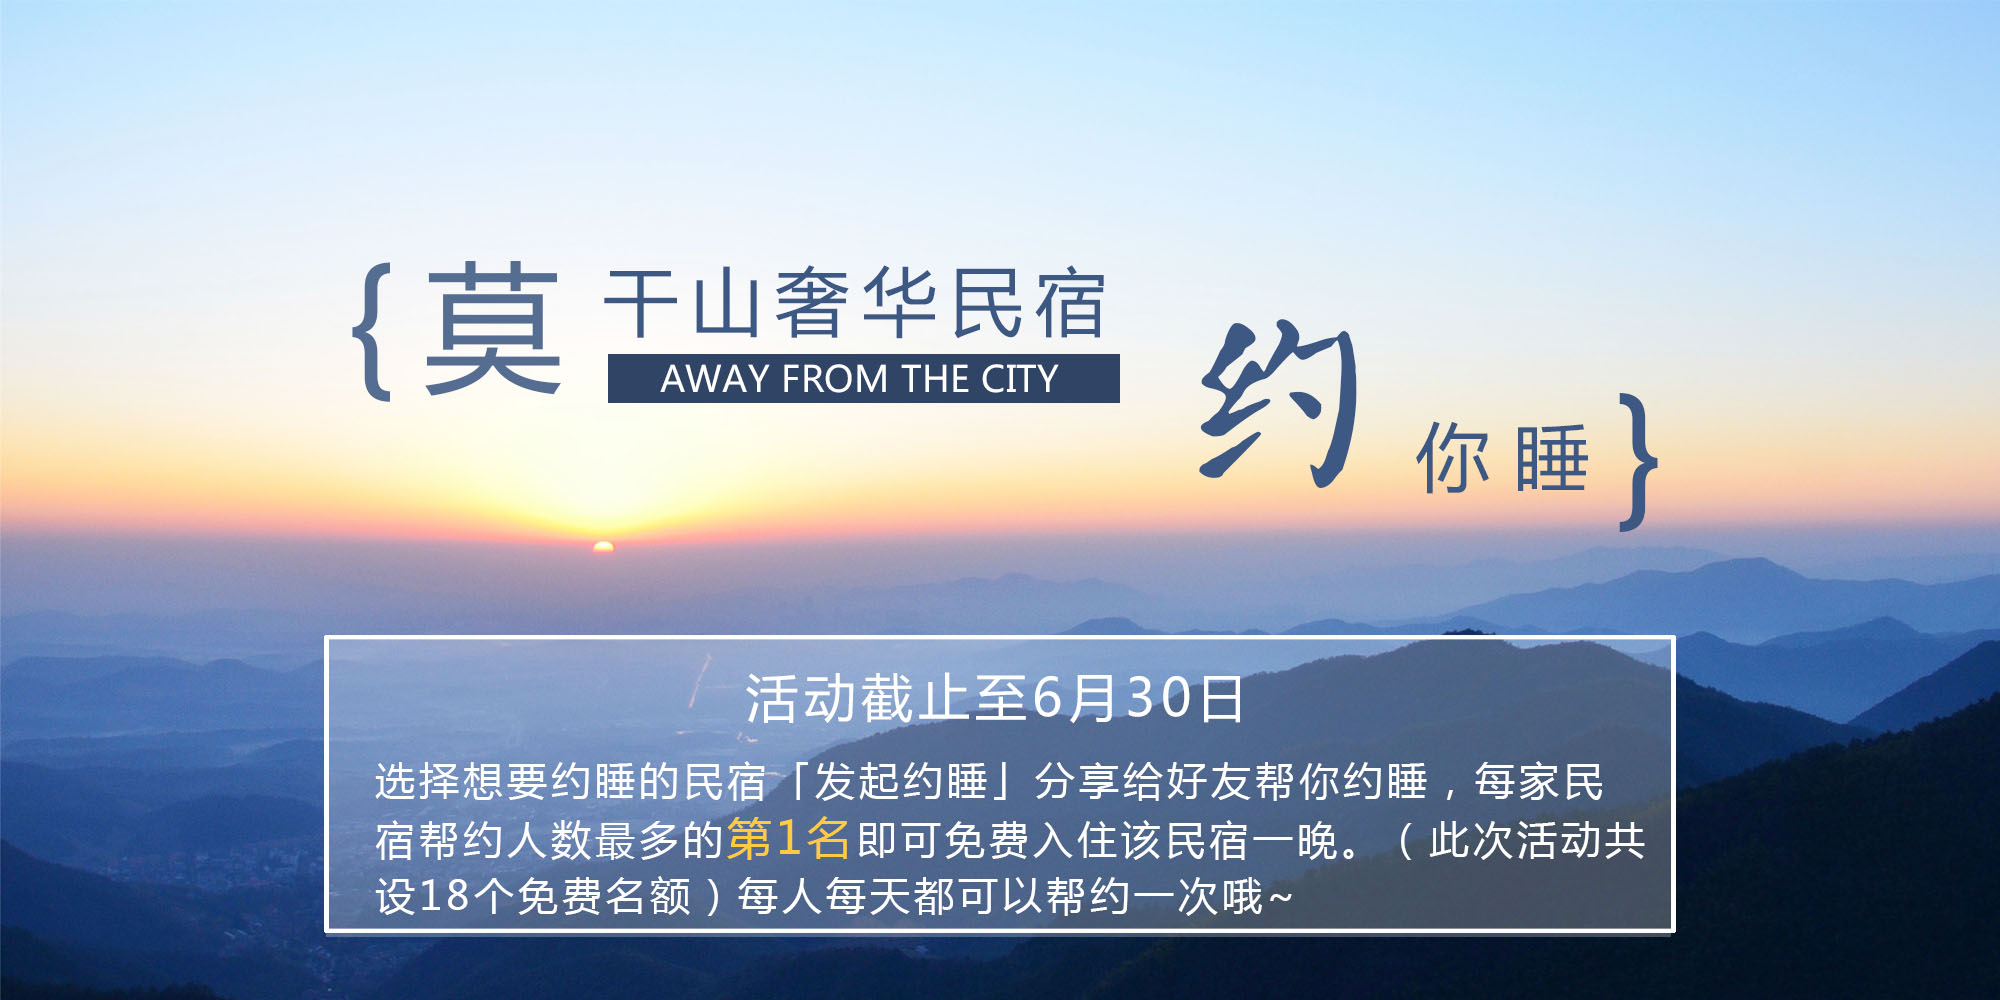 {莫干山奢华民宿
AWAY FROM THE CITY
约你睡}
活动截止至6月30日
选择想要约睡的民宿「发起约睡」分享给好友帮你约睡，每家民
宿帮约人数最多的第1名即可免费入住该民宿一晚。（此次活动共
设18个免费名额）每人每天都可以帮约一次哦~